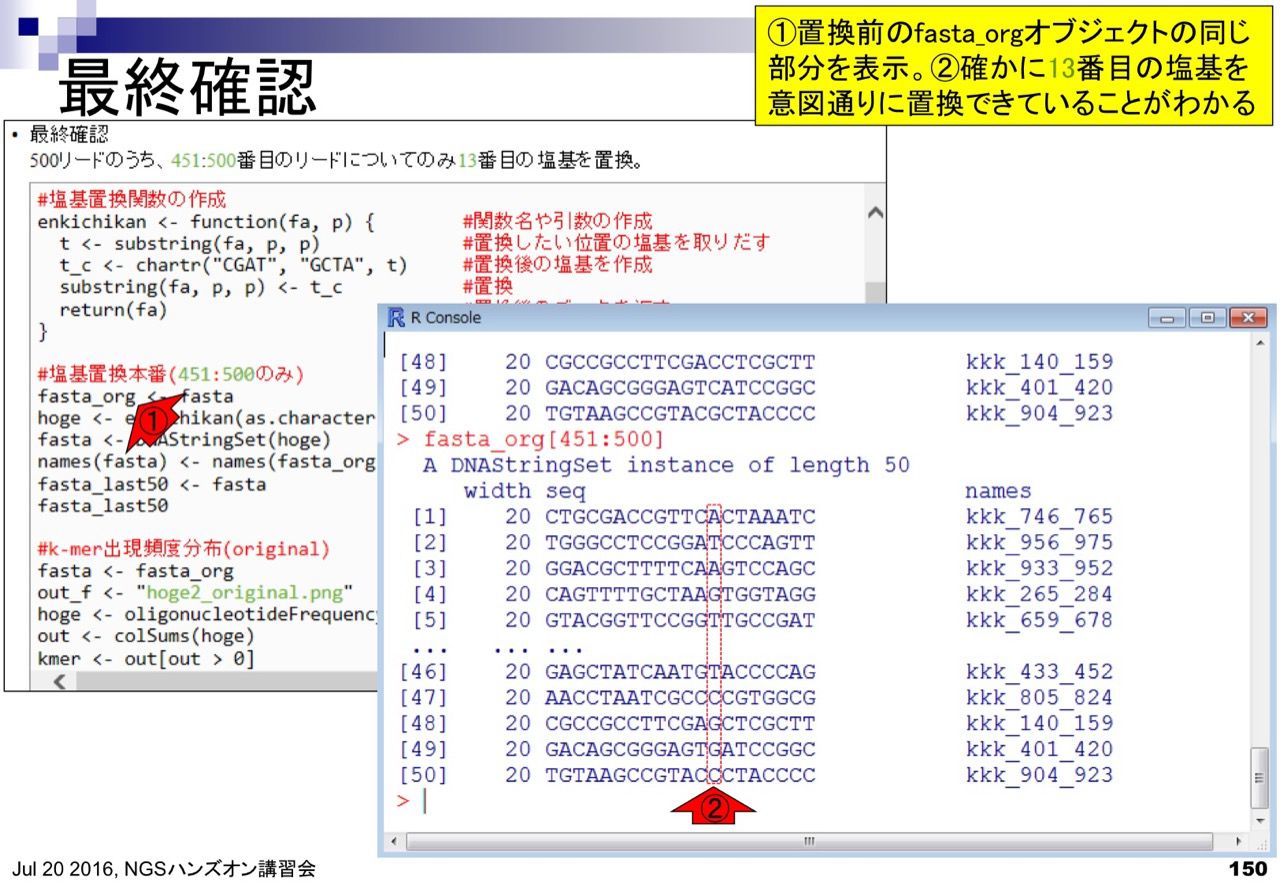 最終確認
①置換前のfasta_orgオブジェクトの同じ
部分を表示。②確かに13番目の塩基を
意図通りに置換できていることがわかる
• 最終確認
500リードのうち、451:500番目のリードについてのみ13番目の塩基を置換。
#塩基置換関数の作成
enkichikan <- function(fa, p) { #関数名や引数の作成
t <- substring(fa, p, p) #置換したい位置の塩基を取りだす
t_c <- chartr("CGAT", "GCTA", t) #置換後の塩基を作成
substring(fa, p, p) <- t_c #置換
return(fa)
}
#塩基置換本番(451:500のみ)
fasta_org <- fasta
①
hoge <- e hikan(as.character
fasta <- NAStringSet(hoge)
names(fasta) <- names(fasta_org
fasta_last50 <- fasta
fasta_last50
#k-mer出現頻度分布(original)
fasta <- fasta_org
out_f <- "hoge2_original.png"
hoge <- oligonucleotideFrequency
out <- colSums(hoge)
kmer <- out[out > 0]
R Console
[48] 20 CGCCGCCTTCGACCTCGCTT kkk_140_159
[49] 20 GACAGCGGGAGTCATCCGGC kkk_401_420
[50] 20 TGTAAGCCGTACGCTACCCC kkk_904_923
> fasta_org[451:500]
A DNAStringSet instance of length 50
width seq names
[1] 20 CTGCGACCGTTCACTAAATC kkk_746_765
[2] 20 TGGGCCTCCGGATCCCAGTT kkk_956_975
[3] 20 GGACGCTTTTCAAGTCCAGC kkk_933_952
[4] 20 CAGTTTTGCTAAGTGGTAGG kkk_265_284
[5] 20 GTACGGTTCCGGTTGCCGAT kkk_659_678
... ... ...
[46] 20 GAGCTATCAATGTACCCCAG kkk_433_452
[47] 20 AACCTAATCGCCCCGTGGCG kkk_805_824
[48] 20 CGCCGCCTTCGAGCTCGCTT kkk_140_159
[49] 20 GACAGCGGGAGTGATCCGGC kkk_401_420
[50] 20 TGTAAGCCGTACCCTACCCC kkk_904_923
>
②
Jul 20 2016, NGSハンズオン講習会
150